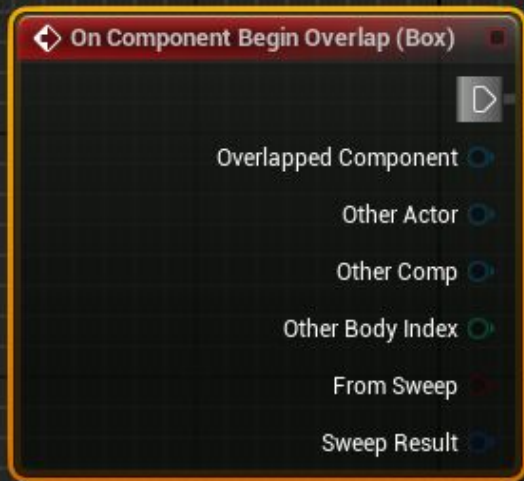 On Component Begin Overlap (Box)
Overlapped Component
Other Actor
Other Comp
Other Body Index
From Sweep
Sweep Result